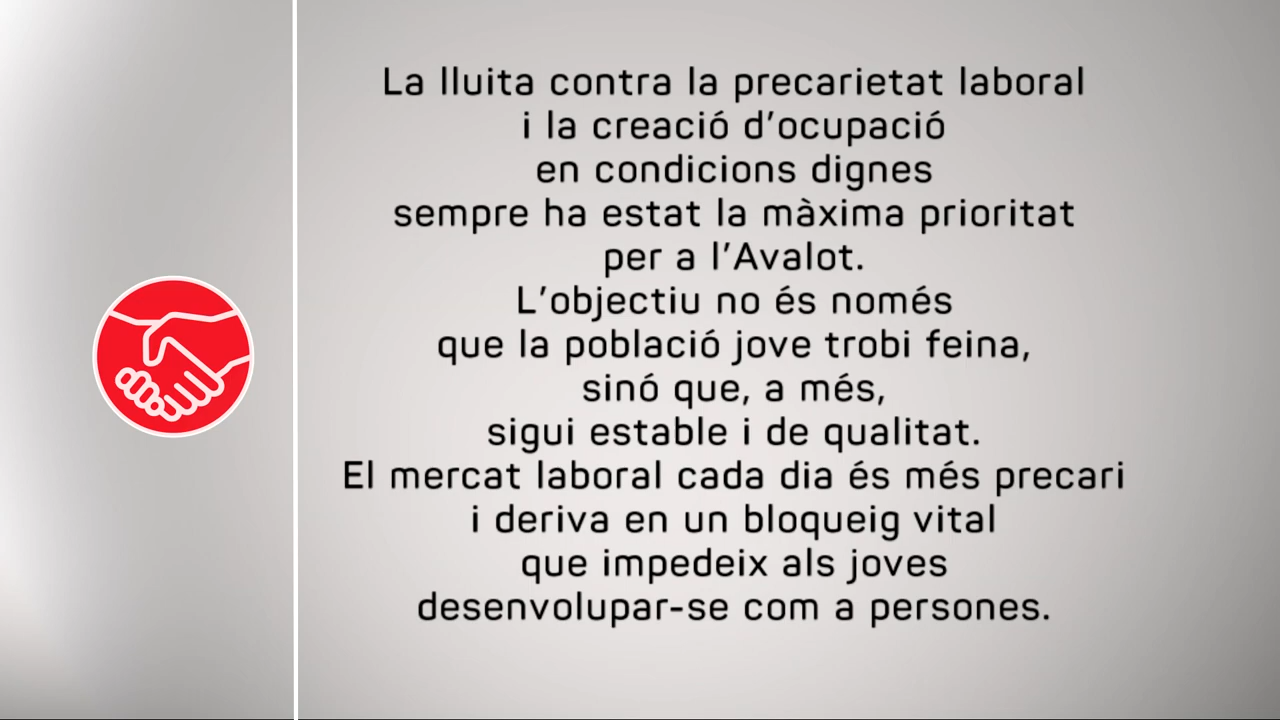 La lluita contra la precarietat laboral
i la creació d’ocupació
en condicions dignes
sempre ha estat la màxima prioritat
per a l’Avalot.
L’objectiu no és només
que la població jove trobi feina,
sinó que, a més,
sigui estable i de qualitat.
El mercat laboral cada dia és més precari
i deriva en un bloqueig vital
que impedeix als joves
desenvolupar-se com a persones.